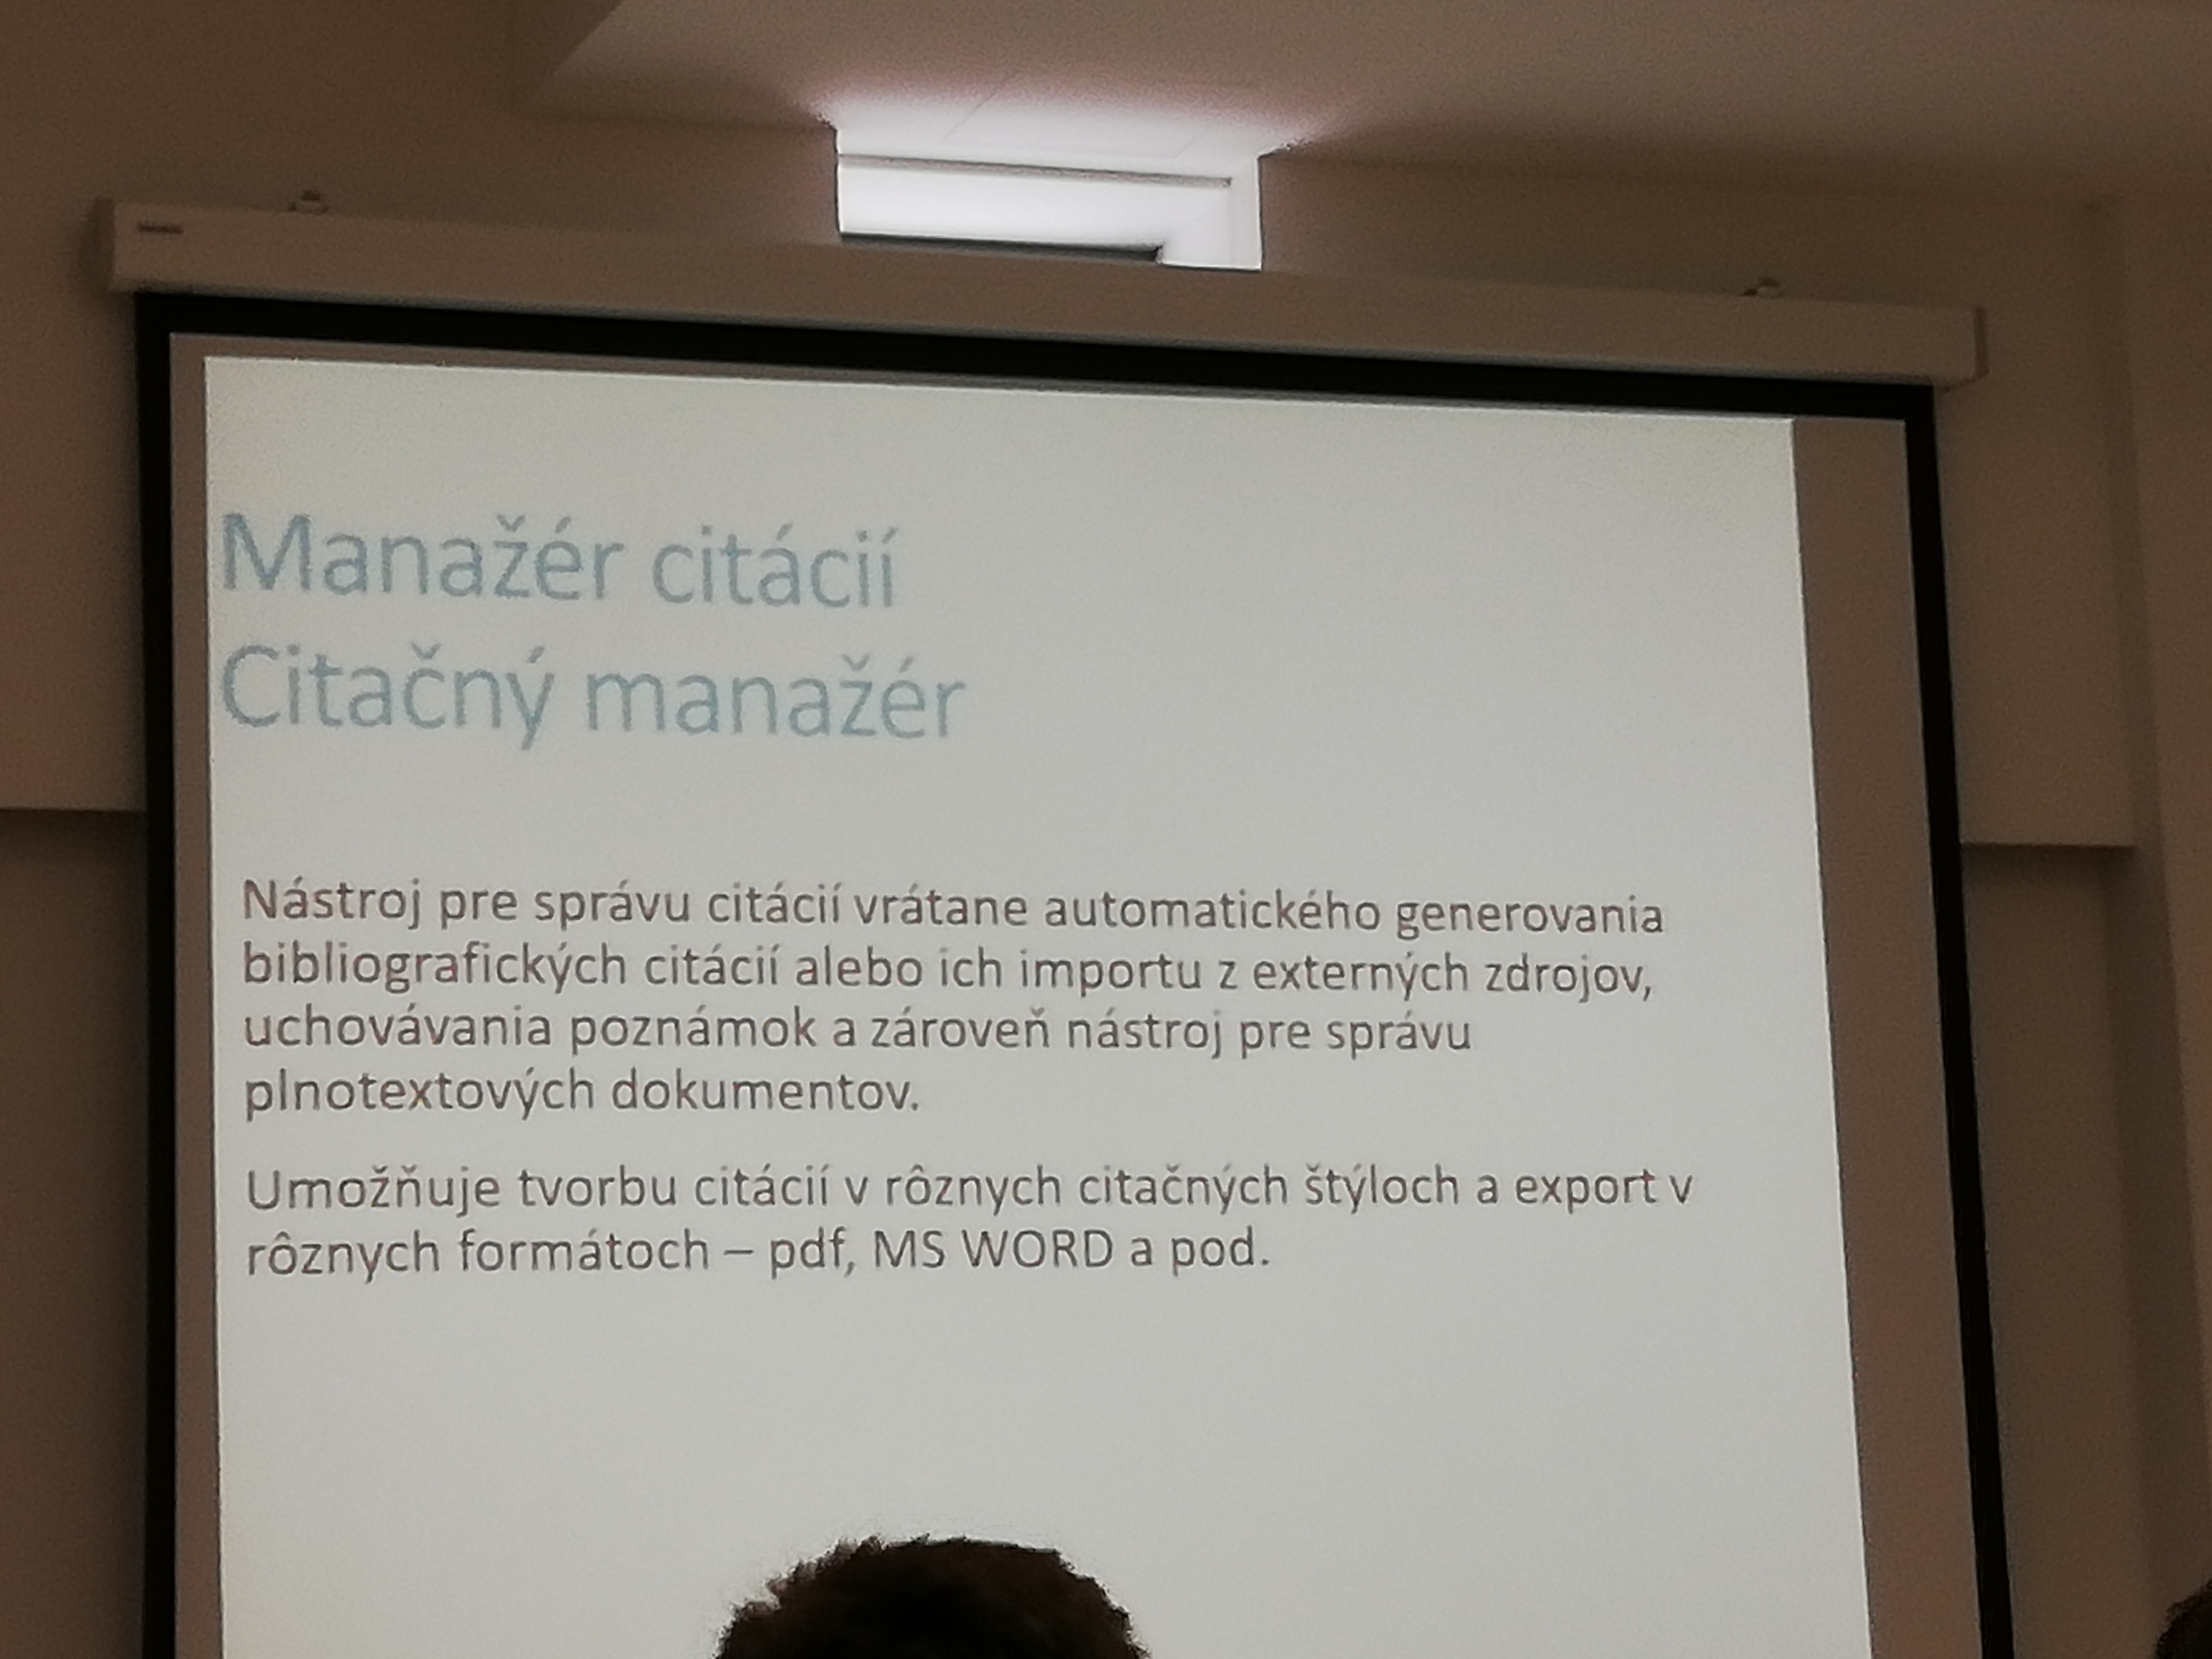 Manažér citácií
Citačný manažér
Nástroj pre správu citácií vrátane automatického generovania
bibliografických citácií alebo ich importu z externých zdrojov,
uchovávania poznámok a zároveň nástroj pre správu
plnotextových dokumentov.
Umožňuje tvorbu citácií v rôznych citačných štýloch a export v
rôznych formátoch – pdf, MS WORD a pod.